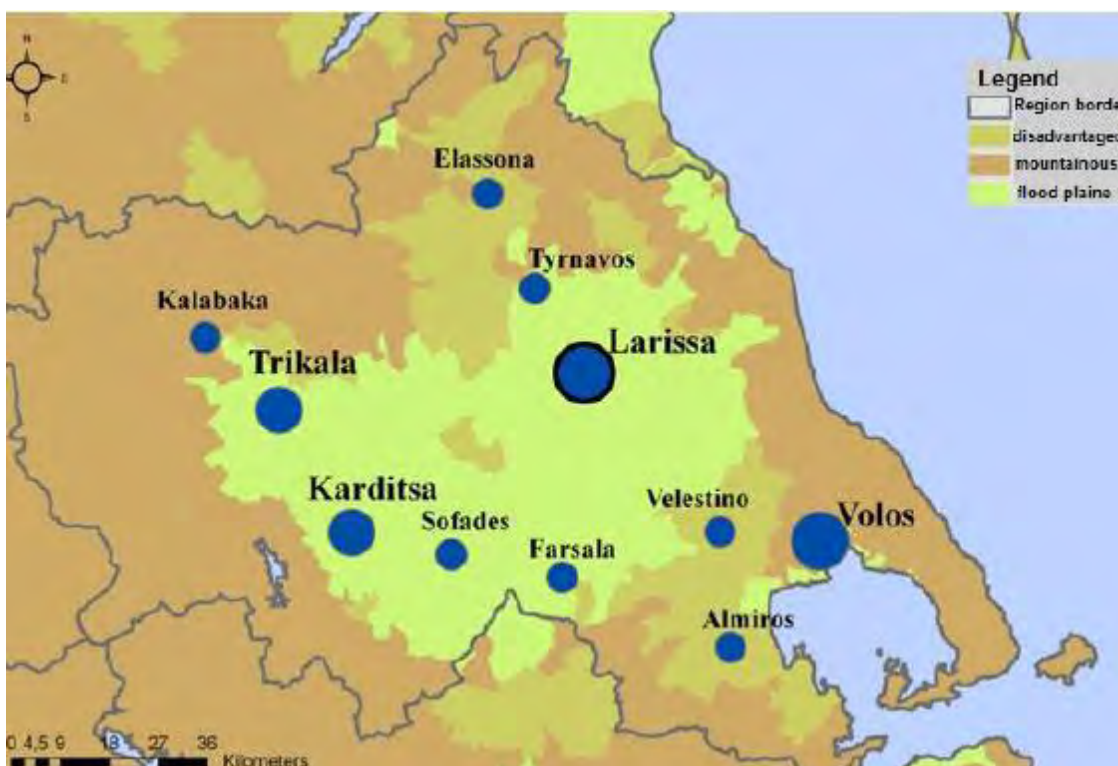 N
E
S
Legend
Region borde
disadvantaged
mountainous
flood plaine
Elassona
Tyrnavos
Kalabaka
Larissa
Trikala
Karditsa
Sofades
Velestino
Volos
Farsala
Almiros
0 4,5 9 18 27 36
Kilometers